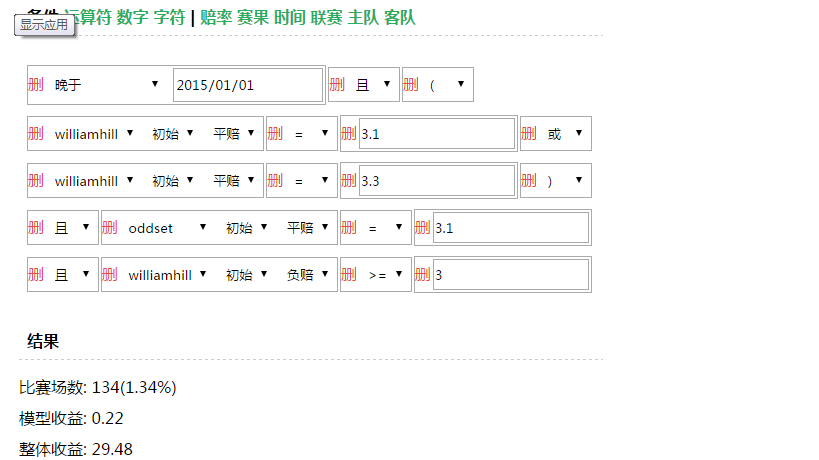 条件 运算符 数字 字符 | 赔率 赛果 时间 联赛 主队 客队
显示应用
删 晚于 2015/01/01 删 且 删 (
删 williamhill 初始 平赔 删 = 删 3.1 删 或
删 williamhill 初始 平赔 删 = 删 3.3 删 )
删 且 删 oddset 初始 平赔 删 = 删 3.1
删 且 删 williamhill 初始 负赔 删 >= 删 3
结果
比赛场数: 134(1.34%)
模型收益: 0.22
整体收益: 29.48